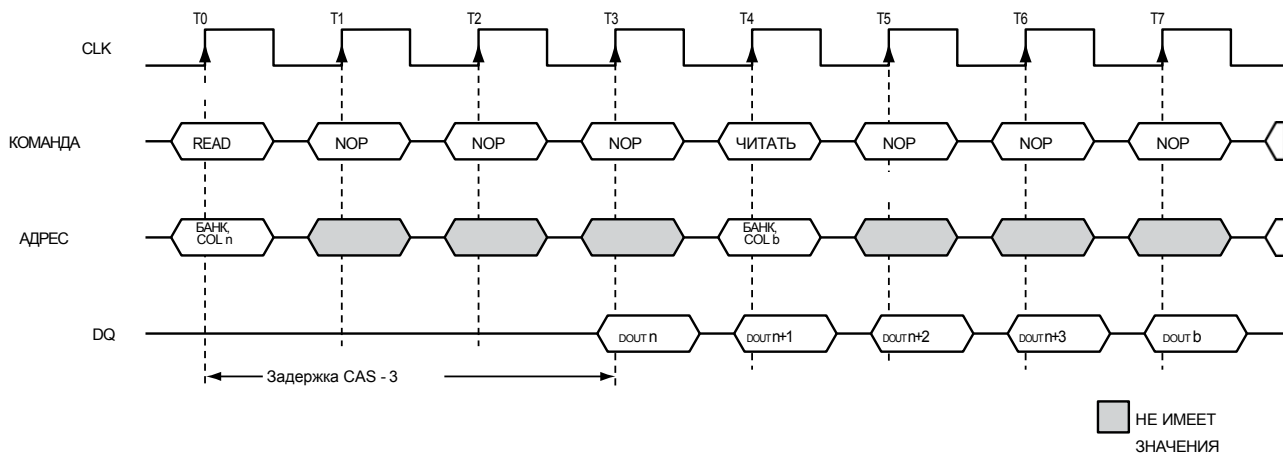 T0 T1 T2 T3 T4 T5 T6 T7
CLK
КОМАНДА READ NOP NOP NOP ЧИТАТЬ NOP NOP NOP
АДРЕС БАНК, COL n БАНК, COL b
DQ DOUT n DOUT n+1 DOUT n+2 DOUT n+3 DOUT b
Задержка CAS - 3
НЕ ИМЕЕТ
ЗНАЧЕНИЯ